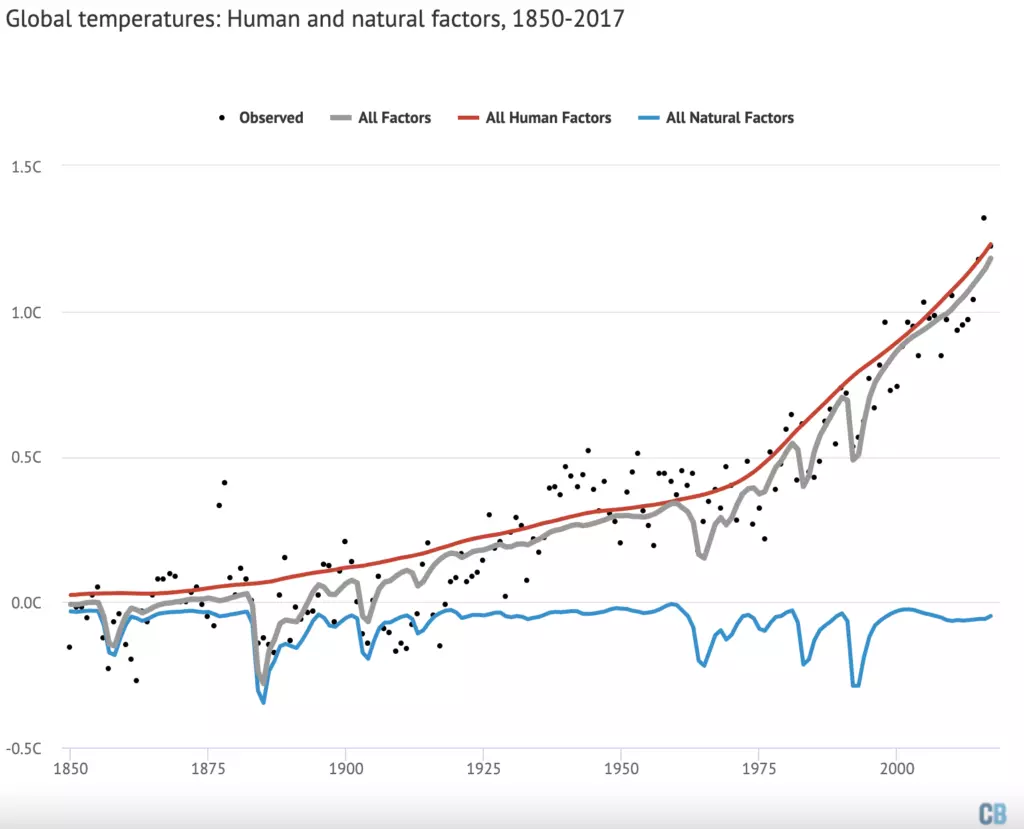 Global temperatures: Human and natural factors, 1850-2017
Observed All Factors All Human Factors All Natural Factors
1.5C
1.0C
0.5C
0.0C
-0.5C
1850 1875 1900 1925 1950 1975 2000
CB